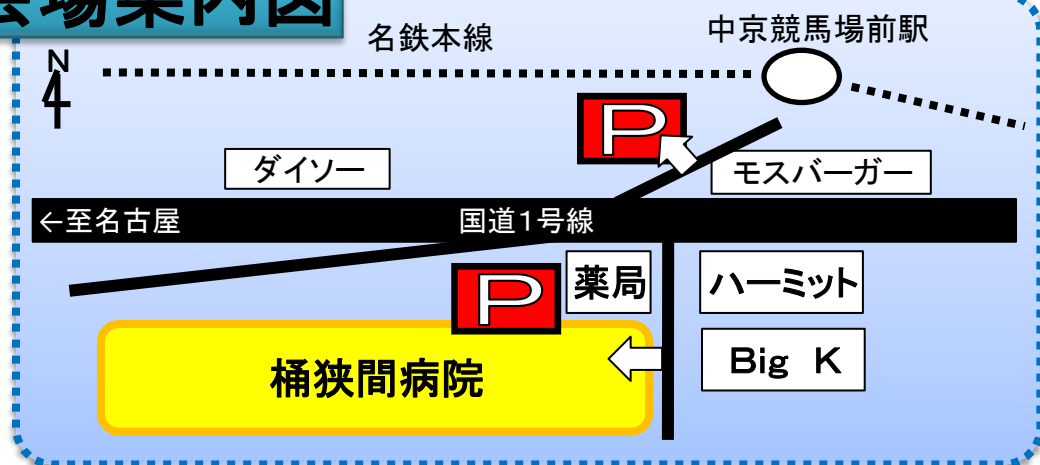 会場案内図
名鉄本線
中京競馬場前駅
N
P
ダイソー
モスバーガー
←至名古屋
国道1号線
P
薬局
ハーミット
桶狭間病院
Big K